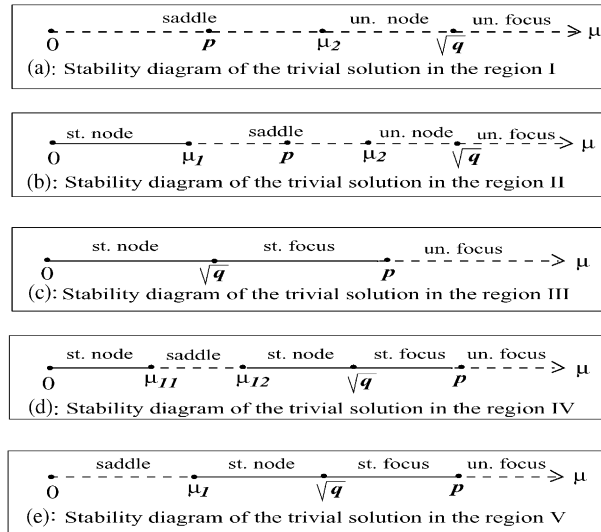 saddle un. node un. focus
0 p μ2 √q μ
(a): Stability diagram of the trivial solution in the region I
st. node saddle un. node un. focus
0 μ1 p μ2 √q μ
(b): Stability diagram of the trivial solution in the region II
st. node st. focus un. focus
0 √q p μ
(c): Stability diagram of the trivial solution in the region III
st. node saddle st. node st. focus un. focus
0 μ11 μ12 √q p μ
(d): Stability diagram of the trivial solution in the region IV
saddle st. node st. focus un. focus
0 μ1 √q p μ
(e): Stability diagram of the trivial solution in the region V